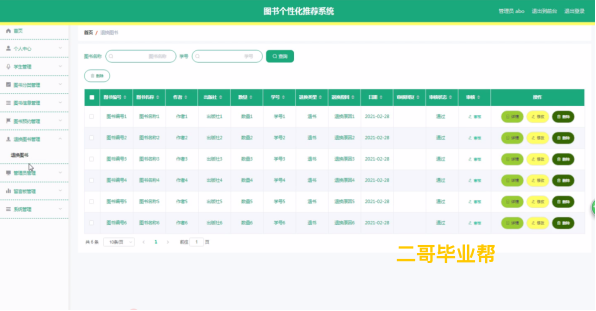 图书个性化推荐系统
管理员 abo 退出到前台 退出登录
首页
个人中心
学生管理
图书分类管理
图书信息管理
图书预约管理
退换图书管理
退换图书
管理员管理
留言板管理
系统管理
首页 / 退换图书
图书名称 图书名称 学号 学号 查询
删除
图书编号 图书名称 作者 出版社 数量 学号 退换类型 退换原因 日期 审核回复 审核状态 审核 操作
图书编号1 图书名称1 作者1 出版社1 数量1 学号1 图书 退换原因1 2021-02-28 通过 审核 详情 修改 删除
图书编号2 图书名称2 作者2 出版社2 数量2 学号2 图书 退换原因2 2021-02-28 通过 审核 详情 修改 删除
图书编号3 图书名称3 作者3 出版社3 数量3 学号3 图书 退换原因3 2021-02-28 通过 审核 详情 修改 删除
图书编号4 图书名称4 作者4 出版社4 数量4 学号4 图书 退换原因4 2021-02-28 通过 审核 详情 修改 删除
图书编号5 图书名称5 作者5 出版社5 数量5 学号5 图书 退换原因5 2021-02-28 通过 审核 详情 修改 删除
图书编号6 图书名称6 作者6 出版社6 数量6 学号6 图书 退换原因6 2021-02-28 通过 审核 详情 修改 删除
共 6 条 10条/页 1 前往 1 页
二哥毕业帮